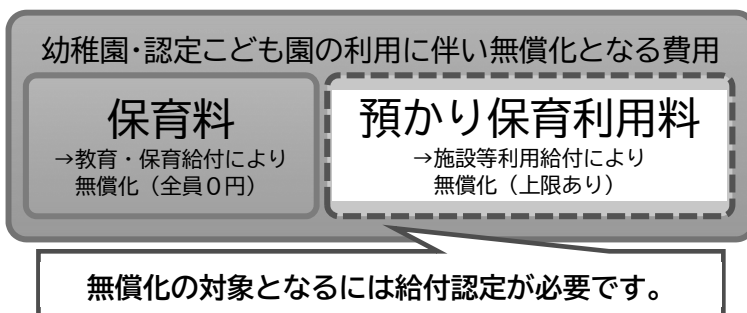 幼稚園・認定こども園の利用に伴い無償化となる費用
保育料
→教育・保育給付により
無償化（全員０円）
預かり保育利用料
→施設等利用給付により
無償化（上限あり）
無償化の対象となるには給付認定が必要です。